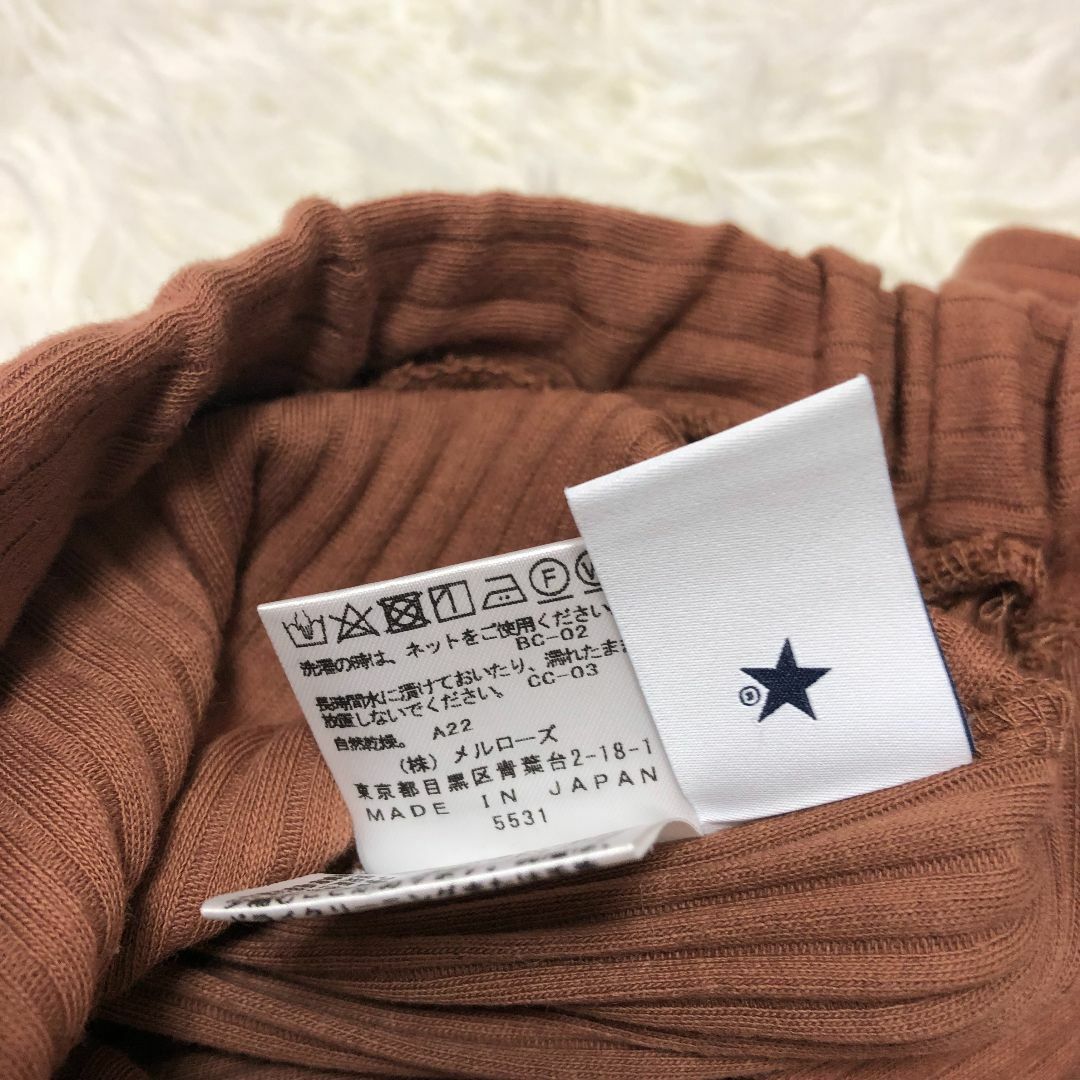 洗濯の時は、ネットをご使用ください。
BC-02
長時間水に漬けておいたり、濡れたまま
放置しないでください。CC-03
自然乾燥。 A22
(株) メルローズ
東京都目黒区青葉台2-18-1
MADE IN JAPAN
5531
F
W
®